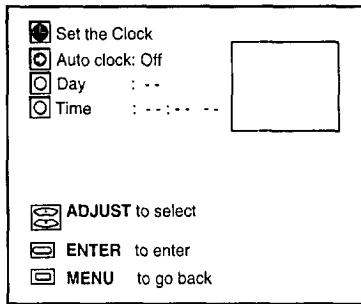 Set the Clock
Auto clock: Off
Day : --
Time : --:-- --
ADJUST to select
ENTER to enter
MENU to go back